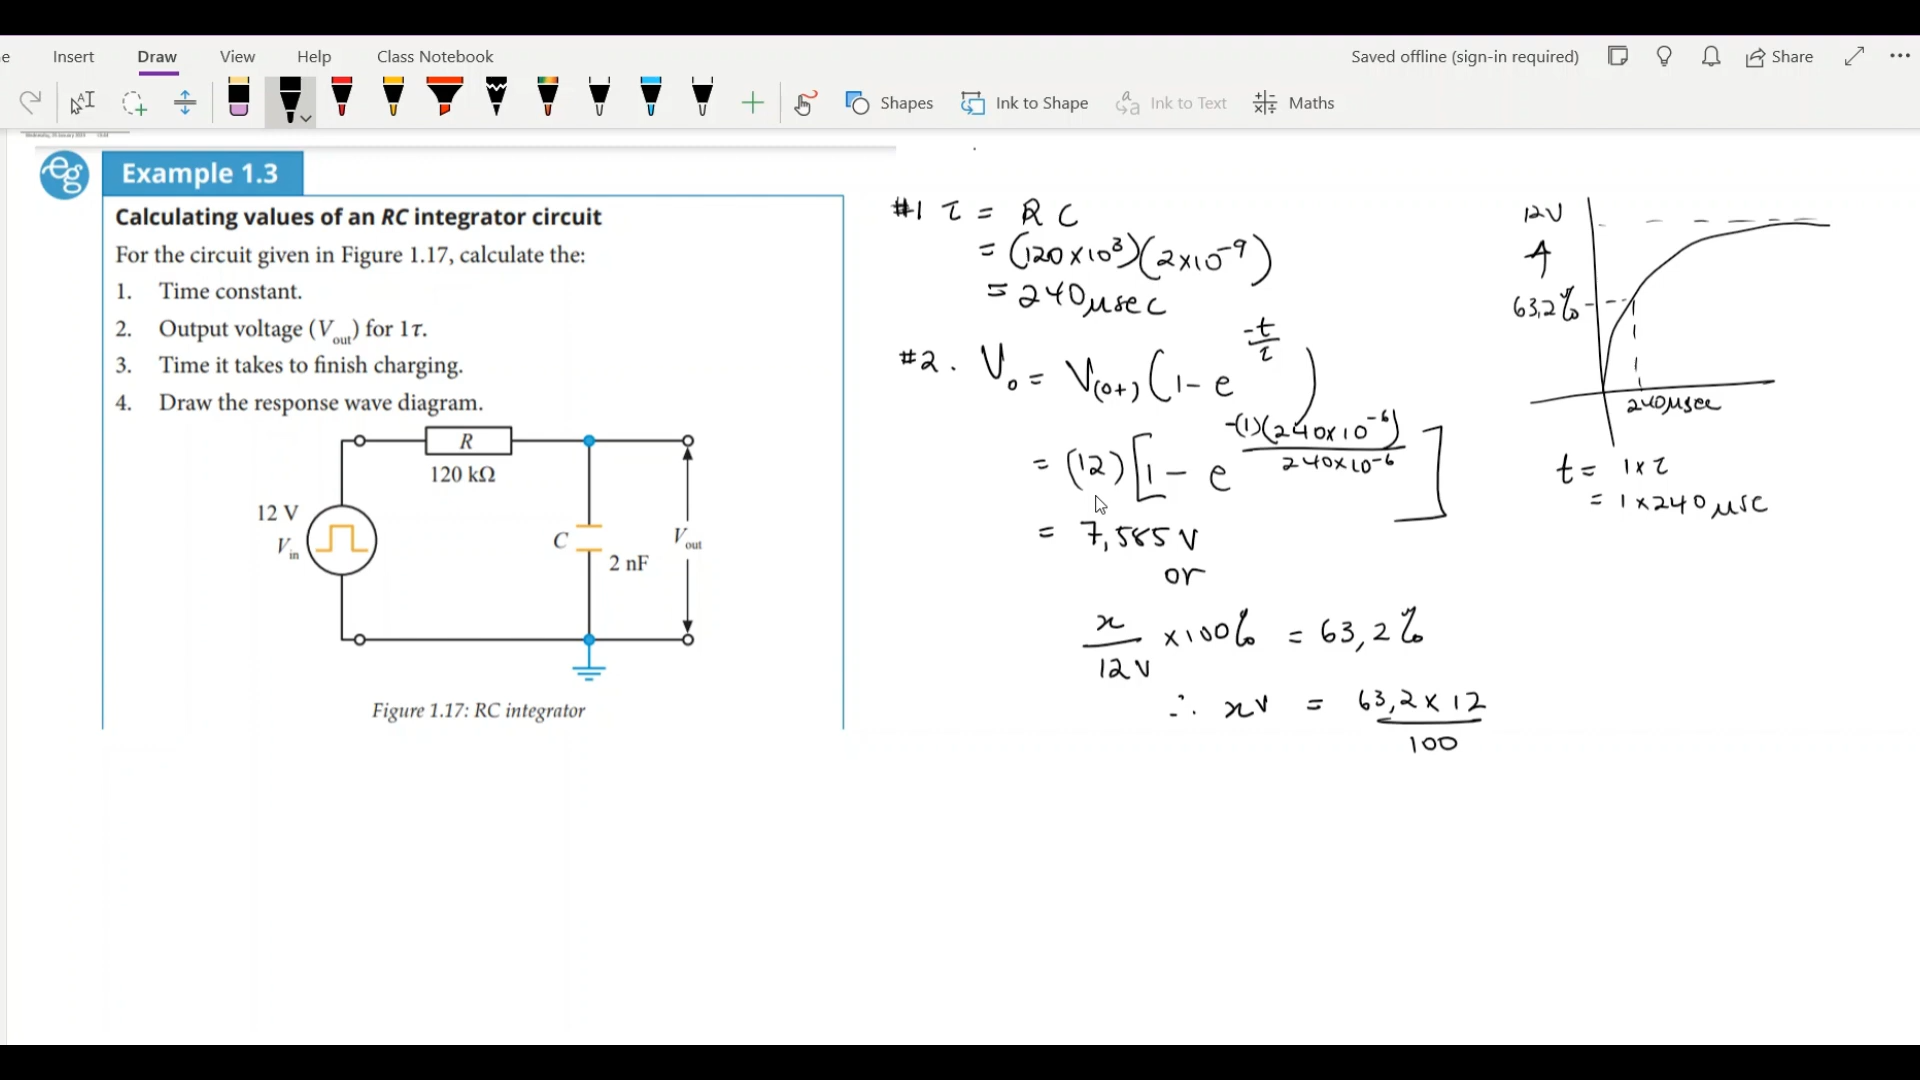 Insert Draw View Help Class Notebook
Saved offline (sign-in required) Share
Shapes Ink to Shape Ink to Text Maths
eg Example 1.3
Calculating values of an RC integrator circuit
For the circuit given in Figure 1.17, calculate the:
1. Time constant.
2. Output voltage (Vout) for 1τ.
3. Time it takes to finish charging.
4. Draw the response wave diagram.
R
120 kΩ
12 V
Vin
C
2 nF
Vout
Figure 1.17: RC integrator
#1 τ = RC
= (120×10³)(2×10⁻⁹)
= 240μsec
#2. Vo = V(0+) (1 - e^(-t/τ))
= (12) [1 - e^(-(1)(240×10⁻⁶)/240×10⁻⁶)]
= 7,585 V
or
x/12V ×100% = 63,2%
∴ xV = 63,2 × 12/100
12V
63,2%
240μsec
t = 1×τ
= 1×240 μsc